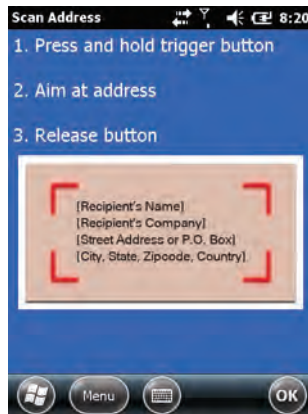 Scan Address 8:20
1. Press and hold trigger button
2. Aim at address
3. Release button
[Recipient's Name]
[Recipient's Company]
[Street Address or P.O. Box]
[City, State, Zipcode, Country]
Menu OK